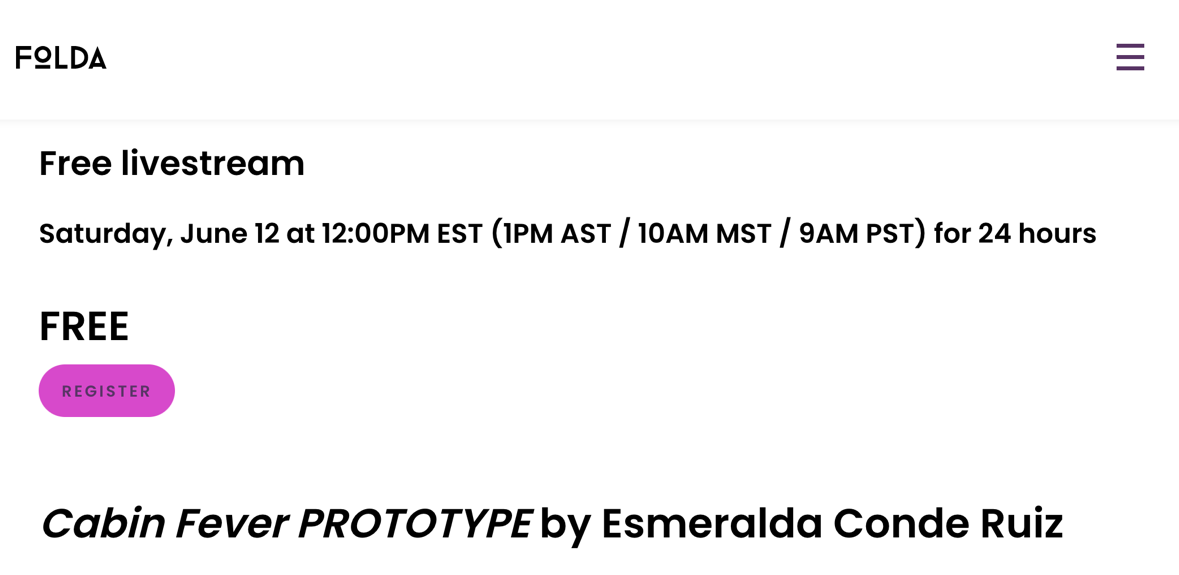 FOLDA
Free livestream
Saturday, June 12 at 12:00PM EST (1PM AST / 10AM MST / 9AM PST) for 24 hours
FREE
REGISTER
Cabin Fever PROTOTYPE by Esmeralda Conde Ruiz